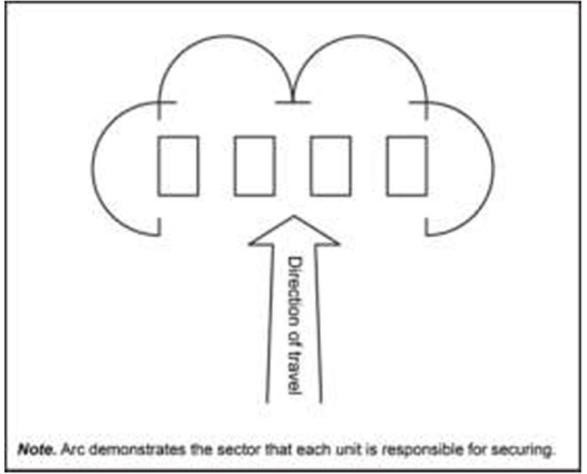 Direction of travel
Note. Arc demonstrates the sector that each unit is responsible for securing.